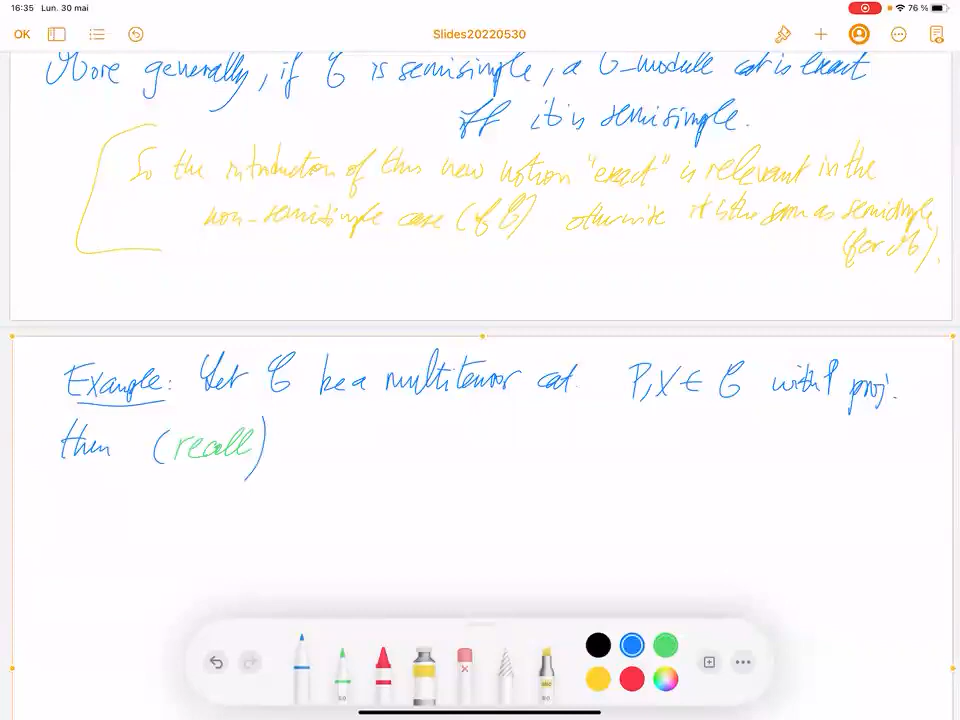 16:35 Lun. 30 mai
76 %
OK
Slides20220530
More generally, if C is semisimple, a C-module cat is exact
iff it is semisimple.
So the introduction of this new notion "exact" is relevant in the
non-semisimple case (of C) otherwise it is the same as semisimple
(for M).
Example: Let C be a multitensor cat. P, X ∈ C with P proj.
then (recall)